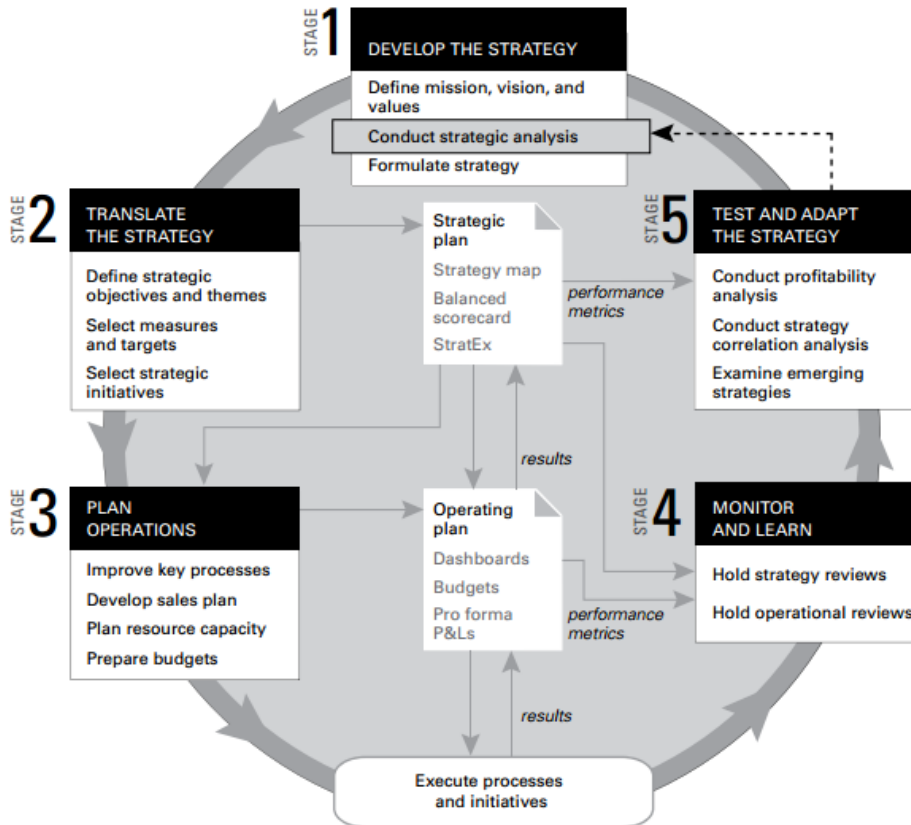 STAGE 1
DEVELOP THE STRATEGY
Define mission, vision, and
values
Conduct strategic analysis
Formulate strategy
STAGE 2
TRANSLATE
THE STRATEGY
Define strategic
objectives and themes
Select measures
and targets
Select strategic
initiatives
Strategic
plan
Strategy map
Balanced
scorecard
StratEx
performance
metrics
STAGE 5
TEST AND ADAPT
THE STRATEGY
Conduct profitability
analysis
Conduct strategy
correlation analysis
Examine emerging
strategies
results
STAGE 3
PLAN
OPERATIONS
Improve key processes
Develop sales plan
Plan resource capacity
Prepare budgets
Operating
plan
Dashboards
Budgets
Pro forma
P&Ls
performance
metrics
STAGE 4
MONITOR
AND LEARN
Hold strategy reviews
Hold operational reviews
results
Execute processes
and initiatives